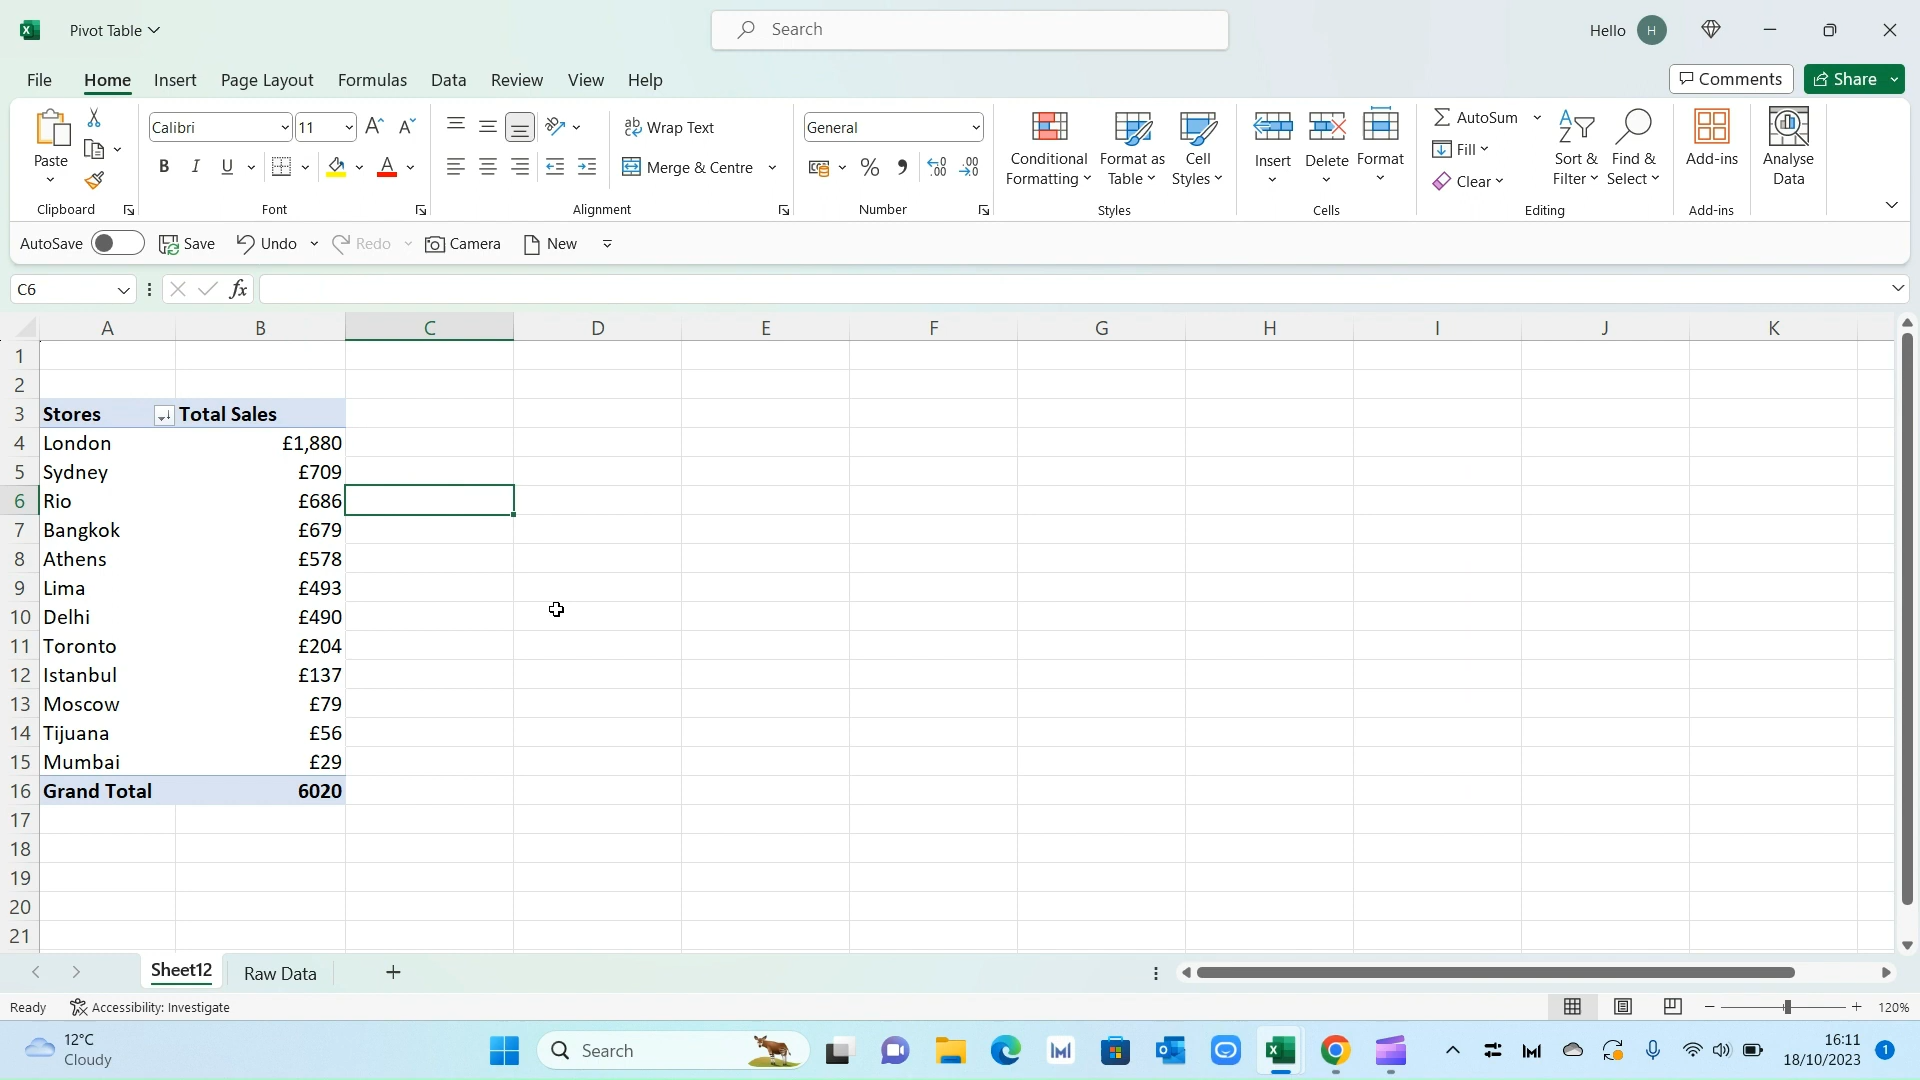 Pivot Table
Search
Hello H
File Home Insert Page Layout Formulas Data Review View Help
Comments Share
Paste
Calibri 11
B I U A
Wrap Text
Merge & Centre
General
% , .00 .00
Conditional Formatting
Format as Table
Cell Styles
Insert Delete Format
AutoSum
Fill
Clear
Sort & Filter
Find & Select
Add-ins
Analyse Data
Clipboard Font Alignment Number Styles Cells Editing Add-ins
AutoSave Save Undo Redo Camera New
C6 fx
A B C D E F G H I J K
1
2
3 Stores Total Sales
4 London £1,880
5 Sydney £709
6 Rio £686
7 Bangkok £679
8 Athens £578
9 Lima £493
10 Delhi £490
11 Toronto £204
12 Istanbul £137
13 Moscow £79
14 Tijuana £56
15 Mumbai £29
16 Grand Total 6020
17
18
19
20
21
Sheet12 Raw Data
Ready Accessibility: Investigate 120%
12°C
Cloudy
Search
16:11
18/10/2023
1